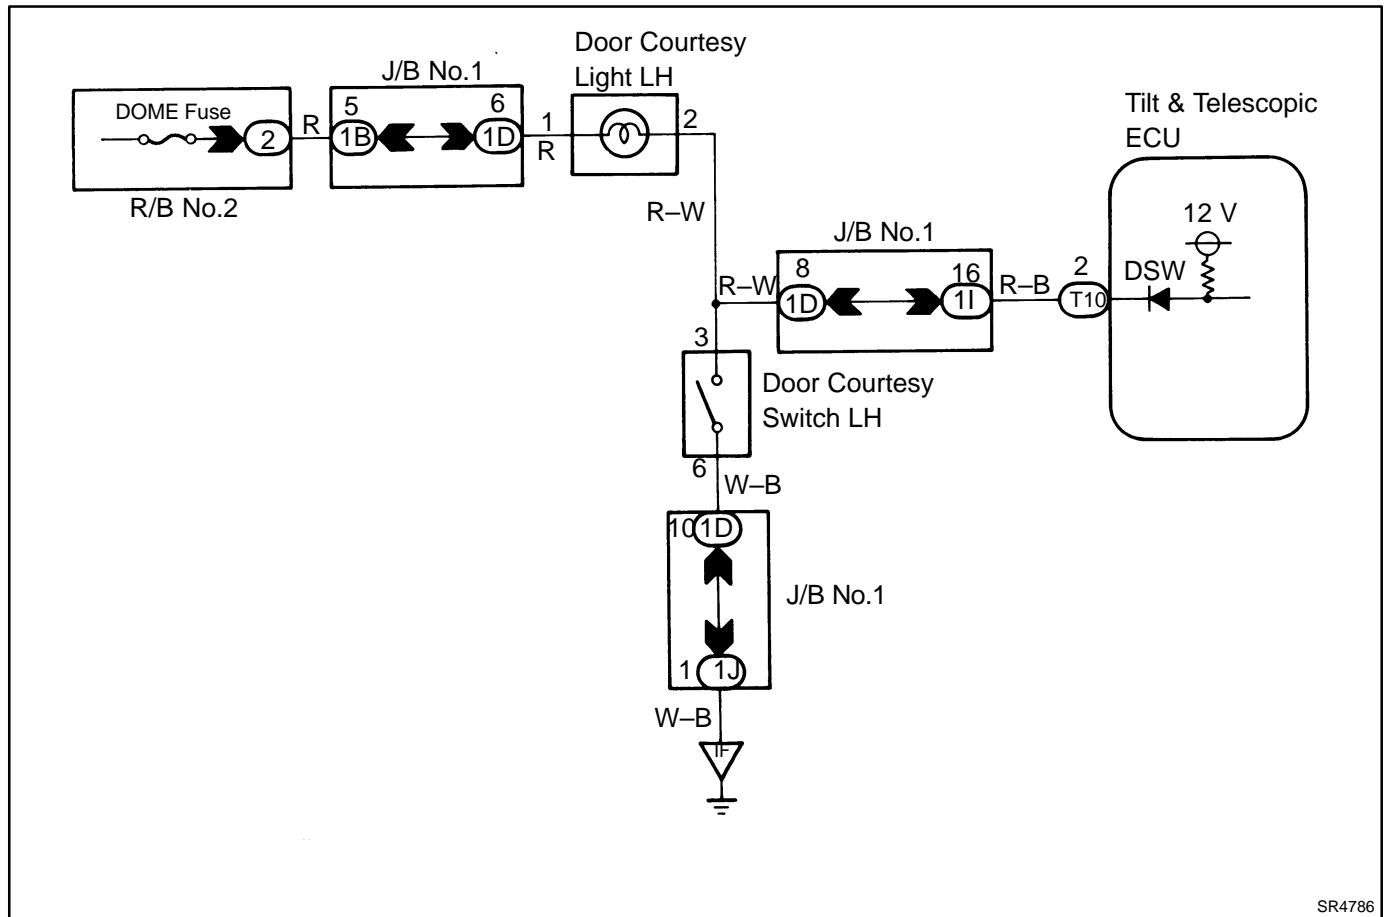 Door Courtesy
Light LH
J/B No.1
DOME Fuse
2
R
5
1B
6
1D
1
R
2
R/B No.2
R–W
Tilt & Telescopic
ECU
12 V
DSW
J/B No.1
R–W
8
1D
16
1I
R–B
2
T10
3
Door Courtesy
Switch LH
6
W–B
10
1D
J/B No.1
1
1J
W–B
IF
SR4786